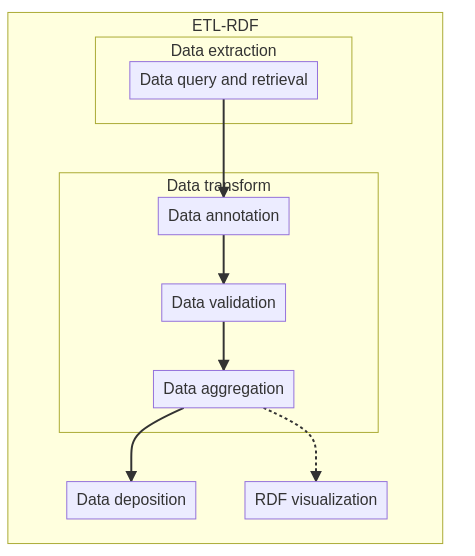 ETL-RDF
Data extraction
Data query and retrieval
Data transform
Data annotation
Data validation
Data aggregation
Data deposition
RDF visualization